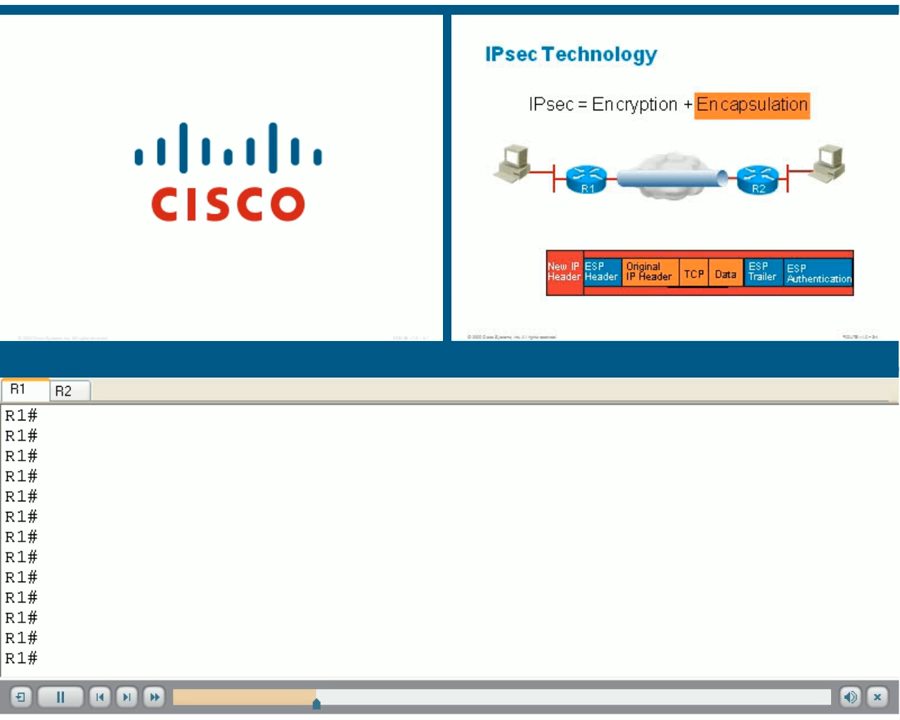 CISCO
IPsec Technology
IPsec = Encryption + Encapsulation
R1
R2
New IP Header
ESP Header
Original IP Header
TCP
Data
ESP Trailer
ESP Authentication
R1
R2
R1#
R1#
R1#
R1#
R1#
R1#
R1#
R1#
R1#
R1#
R1#
R1#
R1#